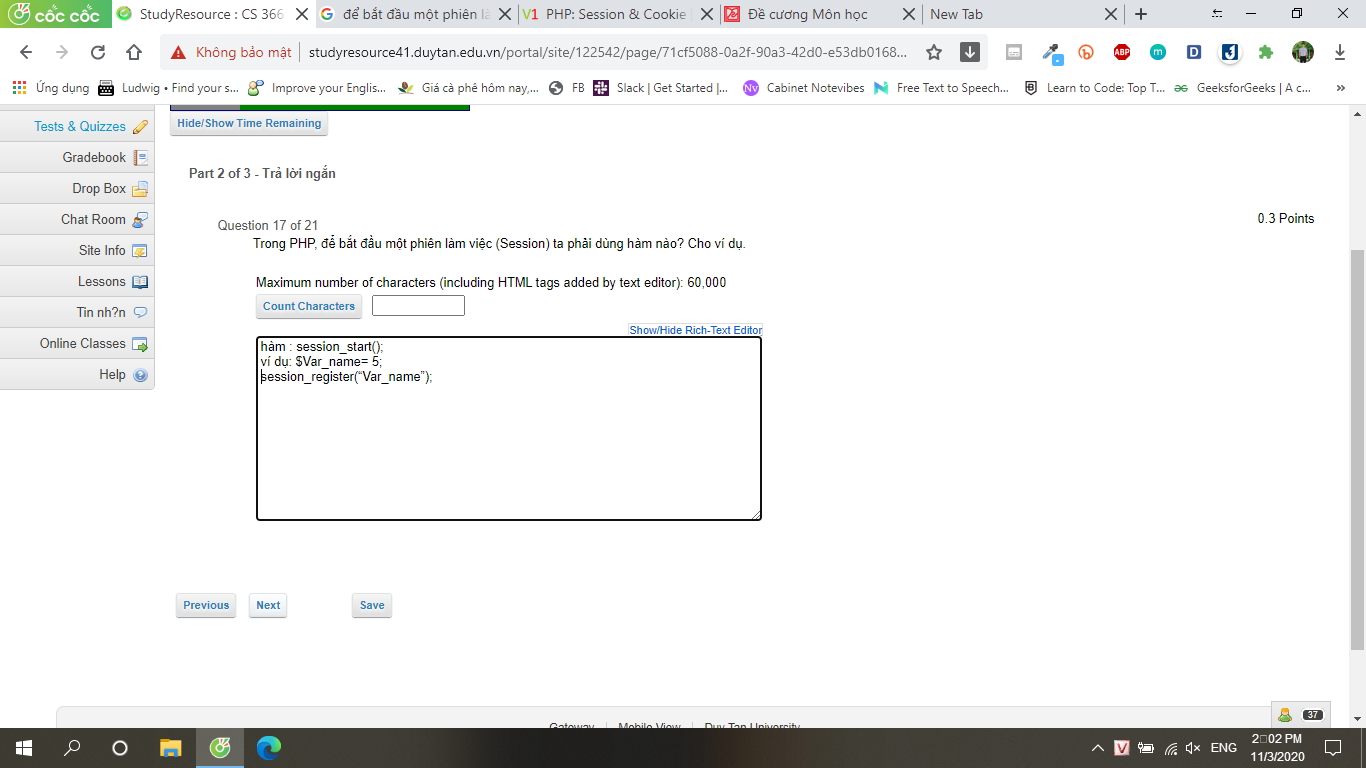 cốc cốc
StudyResource : CS 366
để bắt đầu một phiên là
V1 PHP: Session & Cookie
Đề cương Môn học
New Tab
Không bảo mật
studyresource41.duytan.edu.vn/portal/site/122542/page/71cf5088-0a2f-90a3-42d0-e53db0168...
ABP
Ứng dụng
Ludwig • Find your s...
Improve your Englis...
Giá cà phê hôm nay,...
FB
Slack | Get Started |...
Nv Cabinet Notevibes
Free Text to Speech...
Learn to Code: Top T...
GeeksforGeeks | A c...
»
Hide/Show Time Remaining
Tests & Quizzes
Gradebook
Drop Box
Chat Room
Site Info
Lessons
Tin nh?n
Online Classes
Help
Part 2 of 3 - Trả lời ngắn
Question 17 of 21
0.3 Points
Trong PHP, để bắt đầu một phiên làm việc (Session) ta phải dùng hàm nào? Cho ví dụ.
Maximum number of characters (including HTML tags added by text editor): 60,000
Count Characters
Show/Hide Rich-Text Editor
hàm : session_start();
ví dụ: $Var_name= 5;
session_register(“Var_name”);
Previous
Next
Save
Gateway | Mobile View | Duy Tan University
37
V
ENG
2□02 PM
11/3/2020